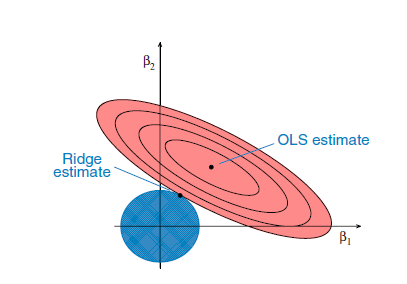 β2
OLS estimate
Ridge
estimate
β1